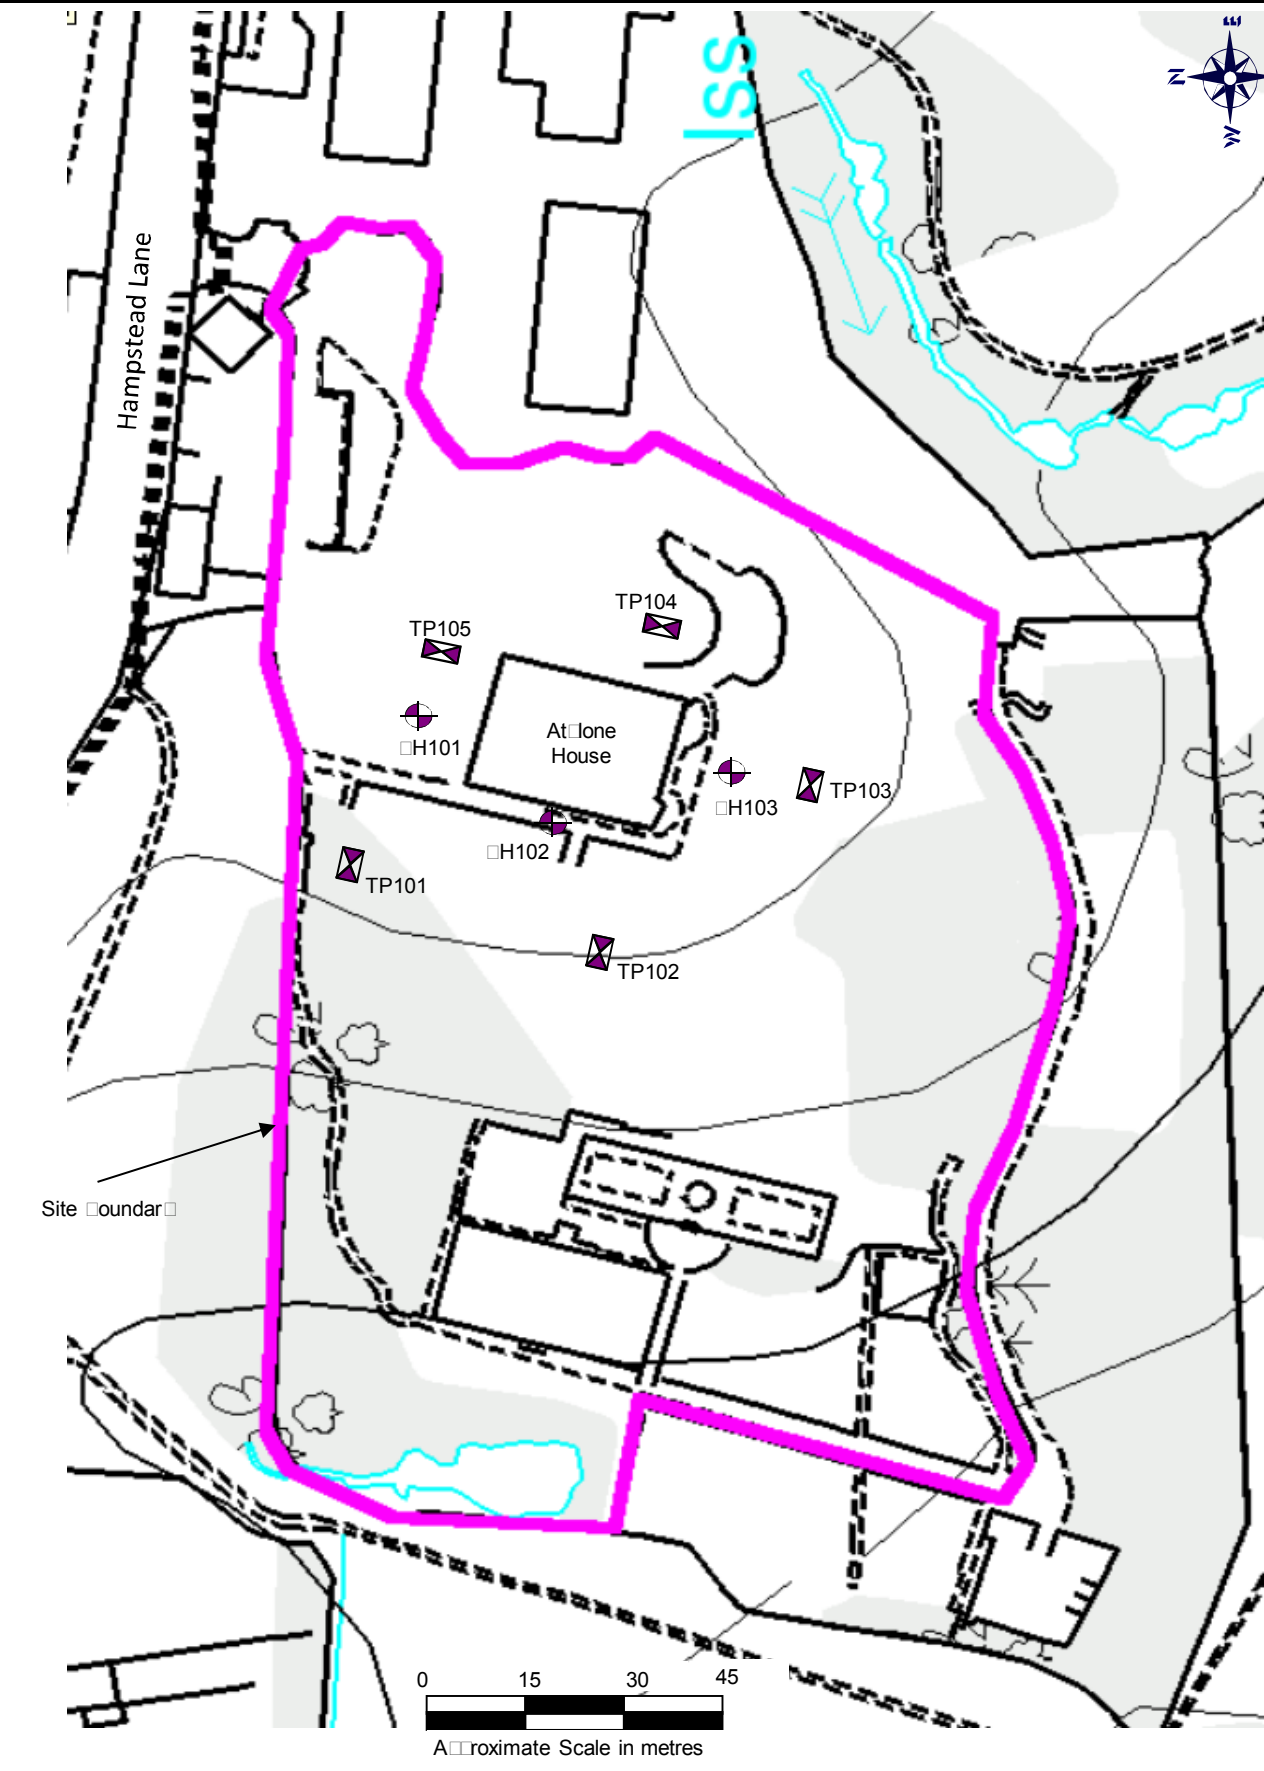 Iss
E
N
W
Hampstead Lane
TP104
TP105
At□lone
House
□H101
TP103
□H103
□H102
TP101
TP102
Site □oundar□
0 15 30 45
A□□roximate Scale in metres